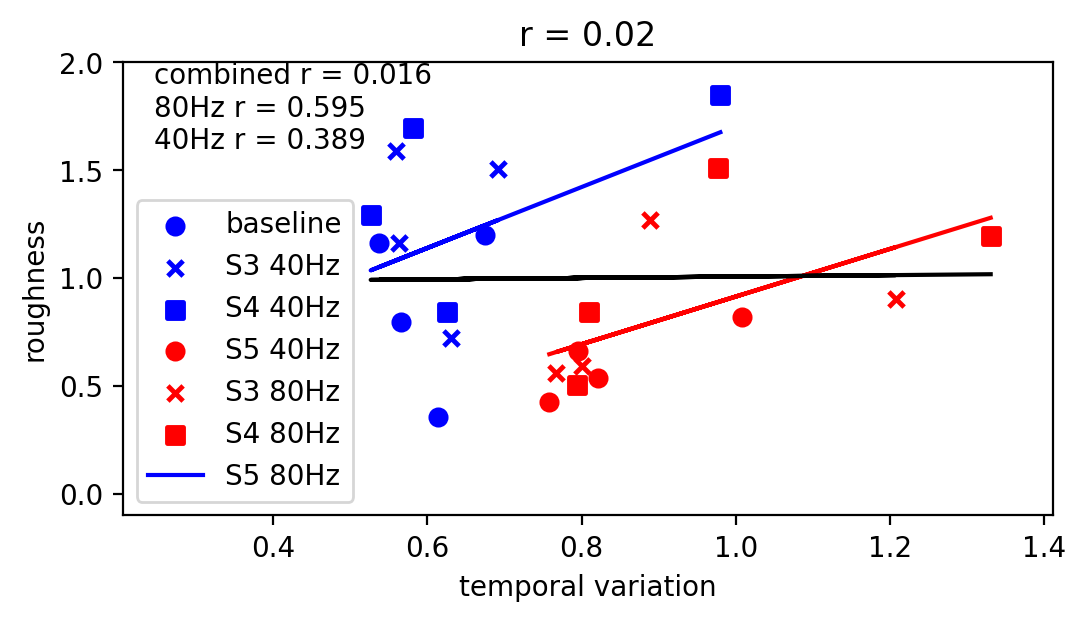 r = 0.02
combined r = 0.016
80Hz r = 0.595
40Hz r = 0.389
baseline
S3 40Hz
S4 40Hz
S5 40Hz
S3 80Hz
S4 80Hz
S5 80Hz
roughness
2.0
1.5
1.0
0.5
0.0
0.4 0.6 0.8 1.0 1.2 1.4
temporal variation